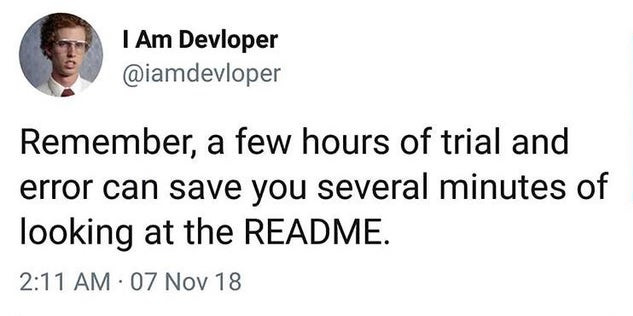 I Am Devloper
@iamdevloper
Remember, a few hours of trial and
error can save you several minutes of
looking at the README.
2:11 AM · 07 Nov 18